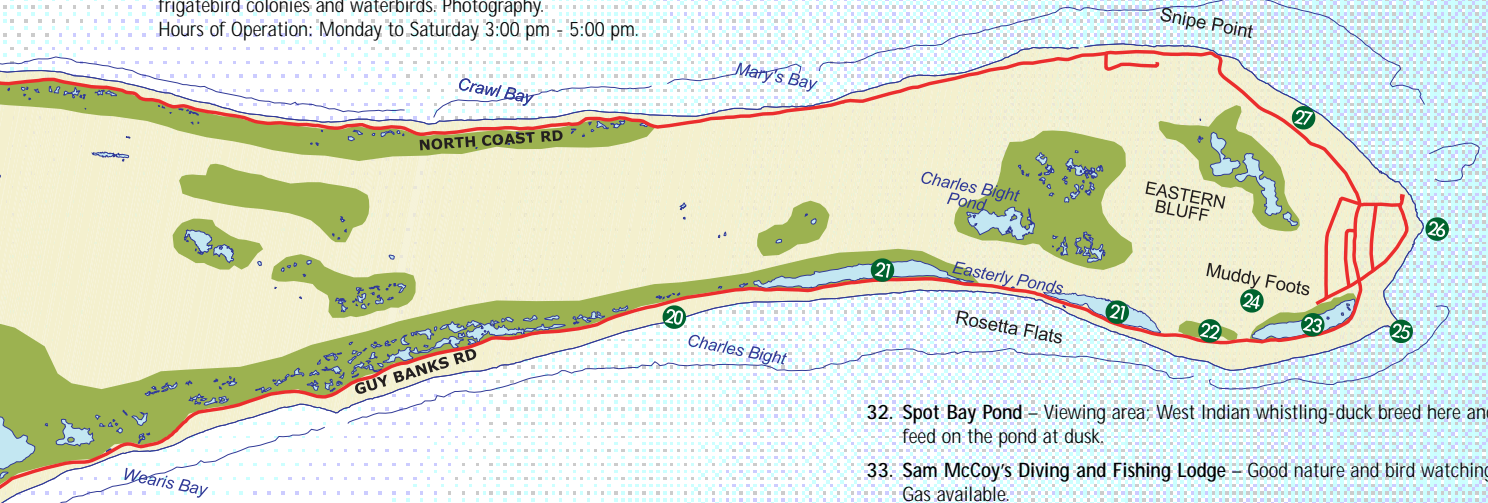 frigatebird colonies and waterbirds. Photography.
Hours of Operation: Monday to Saturday 3:00 pm - 5:00 pm.
Snipe Point
Mary's Bay
Crawl Bay
27
NORTH COAST RD
Charles Bight
Pond
EASTERN
BLUFF
26
21
Easterly Ponds
Muddy Foots
24
20
21
Rosetta Flats
22
23
25
Charles Bight
GUY BANKS RD
Wearis Bay
32. Spot Bay Pond – Viewing area; West Indian whistling-duck breed here and
feed on the pond at dusk.
33. Sam McCoy's Diving and Fishing Lodge – Good nature and bird watching
Gas available.